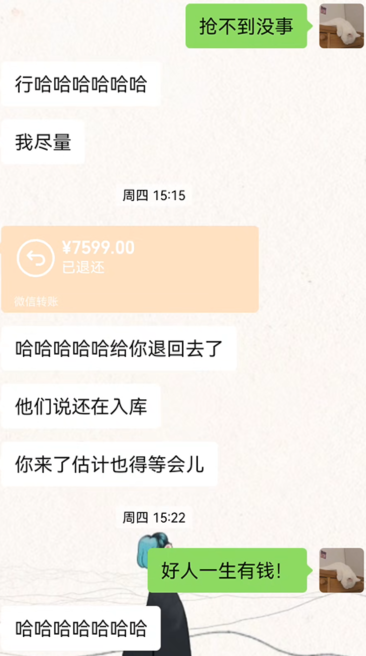 抢不到没事
行哈哈哈哈哈哈
我尽量
周四 15:15
¥7599.00
已退还
微信转账
哈哈哈哈哈给你退回去了
他们说还在入库
你来了估计也得等会儿
周四 15:22
好人一生有钱！
哈哈哈哈哈哈哈